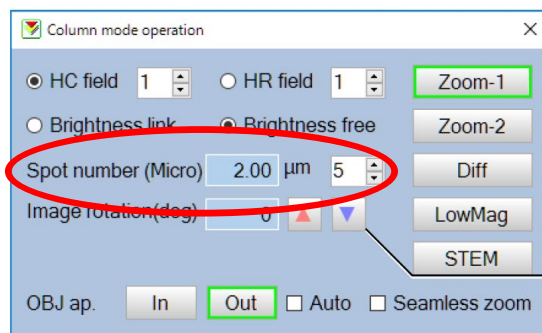 Column mode operation
HC field 1 HR field 1 Zoom-1
Brightness link Brightness free Zoom-2
Spot number (Micro) 2.00 µm 5 Diff
Image rotation(deg) 0 LowMag
STEM
OBJ ap. In Out Auto Seamless zoom